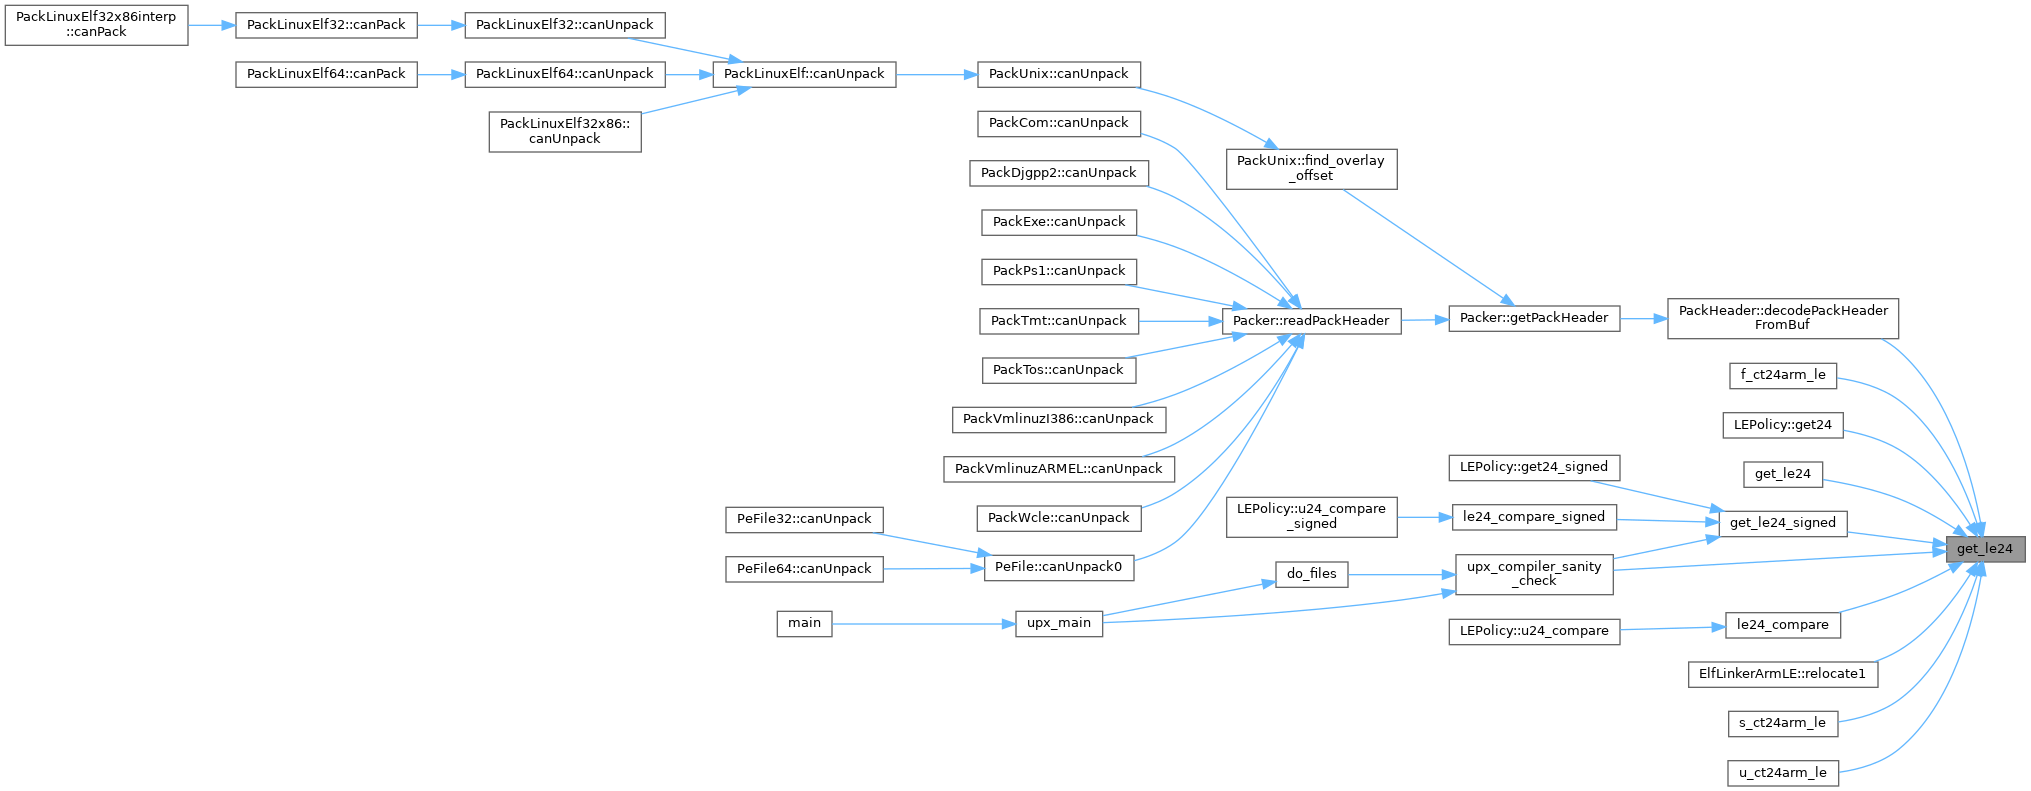 PackLinuxElf32x86interp
::canPack
PackLinuxElf32::canPack
PackLinuxElf32::canUnpack
PackLinuxElf64::canPack
PackLinuxElf64::canUnpack
PackLinuxElf32x86::
canUnpack
PackLinuxElf::canUnpack
PackUnix::canUnpack
PackCom::canUnpack
PackDjgpp2::canUnpack
PackExe::canUnpack
PackPs1::canUnpack
PackTmt::canUnpack
PackTos::canUnpack
PackVmlinuzI386::canUnpack
PackVmlinuzARMEL::canUnpack
PackWcle::canUnpack
PeFile32::canUnpack
PeFile64::canUnpack
PeFile::canUnpack0
main
upx_main
PackUnix::find_overlay
_offset
Packer::readPackHeader
LEPolicy::u24_compare
_signed
do_files
Packer::getPackHeader
LEPolicy::get24_signed
le24_compare_signed
upx_compiler_sanity
_check
LEPolicy::u24_compare
PackHeader::decodePackHeader
FromBuf
f_ct24arm_le
LEPolicy::get24
get_le24
get_le24_signed
le24_compare
ElfLinkerArmLE::relocate1
s_ct24arm_le
u_ct24arm_le
get_le24